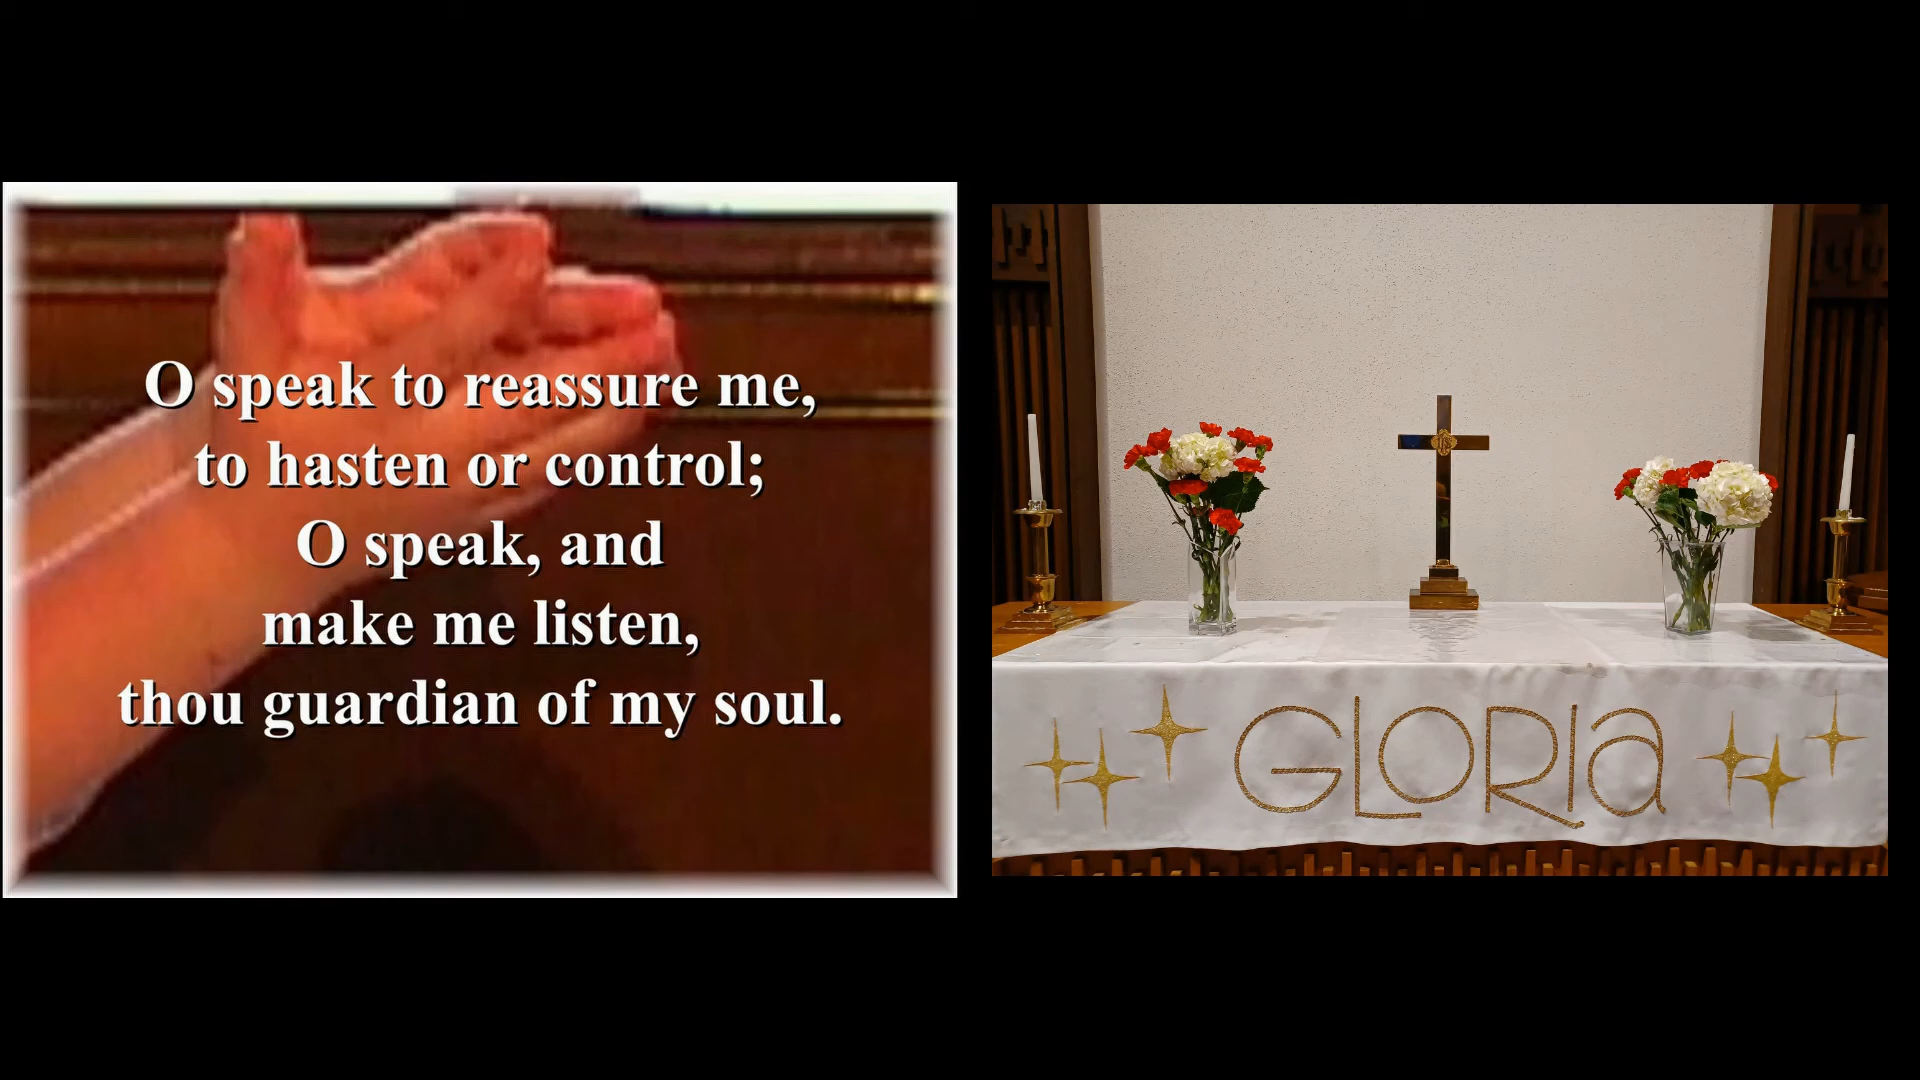 O speak to reassure me,
to hasten or control;
O speak, and
make me listen,
thou guardian of my soul.
GLORIa